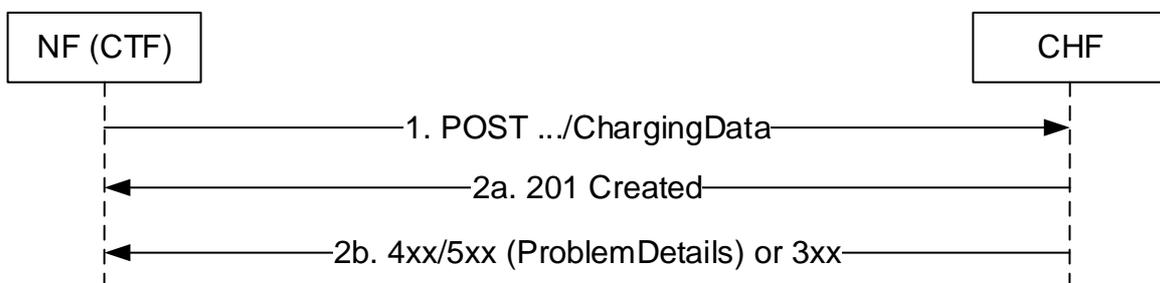 NF (CTF)
CHF
1. POST .../ChargingData
2a. 201 Created
2b. 4xx/5xx (ProblemDetails) or 3xx